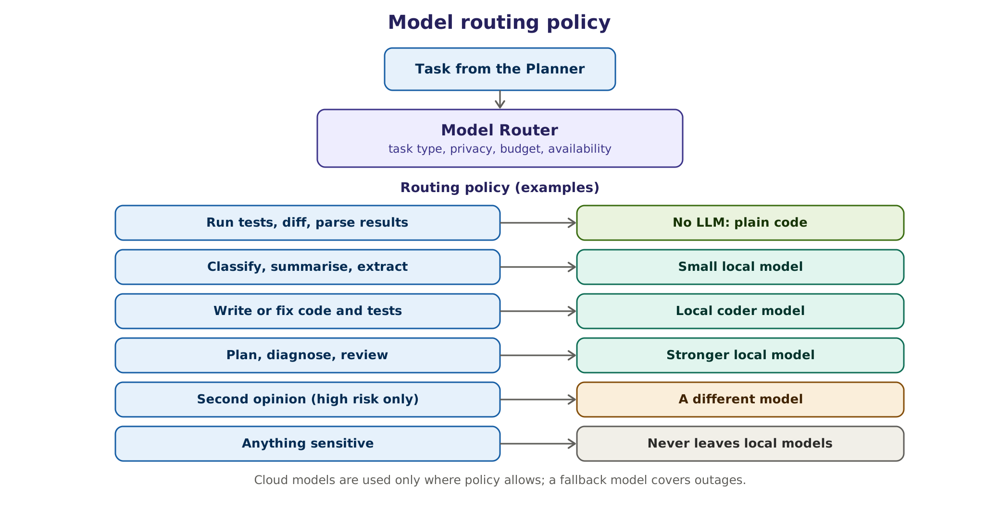 Model routing policy
Task from the Planner
Model Router
task type, privacy, budget, availability
Routing policy (examples)
Run tests, diff, parse results
No LLM: plain code
Classify, summarise, extract
Small local model
Write or fix code and tests
Local coder model
Plan, diagnose, review
Stronger local model
Second opinion (high risk only)
A different model
Anything sensitive
Never leaves local models
Cloud models are used only where policy allows; a fallback model covers outages.